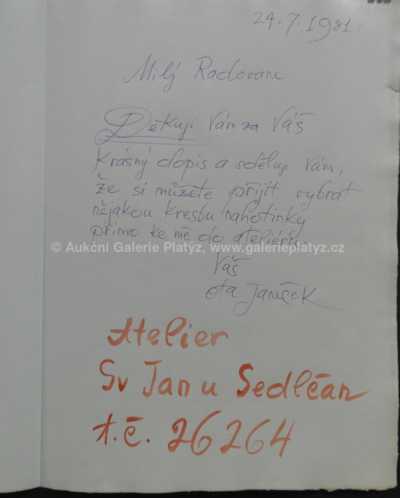 24.7.1981.
Milý Radovane
Děkuji Vám za Váš
krásný dopis a sděluji Vám,
že si můžete přijít vybrat
nějakou kresbu nahotinky
přímo ke mě do ateliéru.
© Aukční Galerie Platýz, www.galerieplatyz.cz
Váš
Ota Janeček
Atelier
Sv Jan u Sedlčan
t.č. 26264